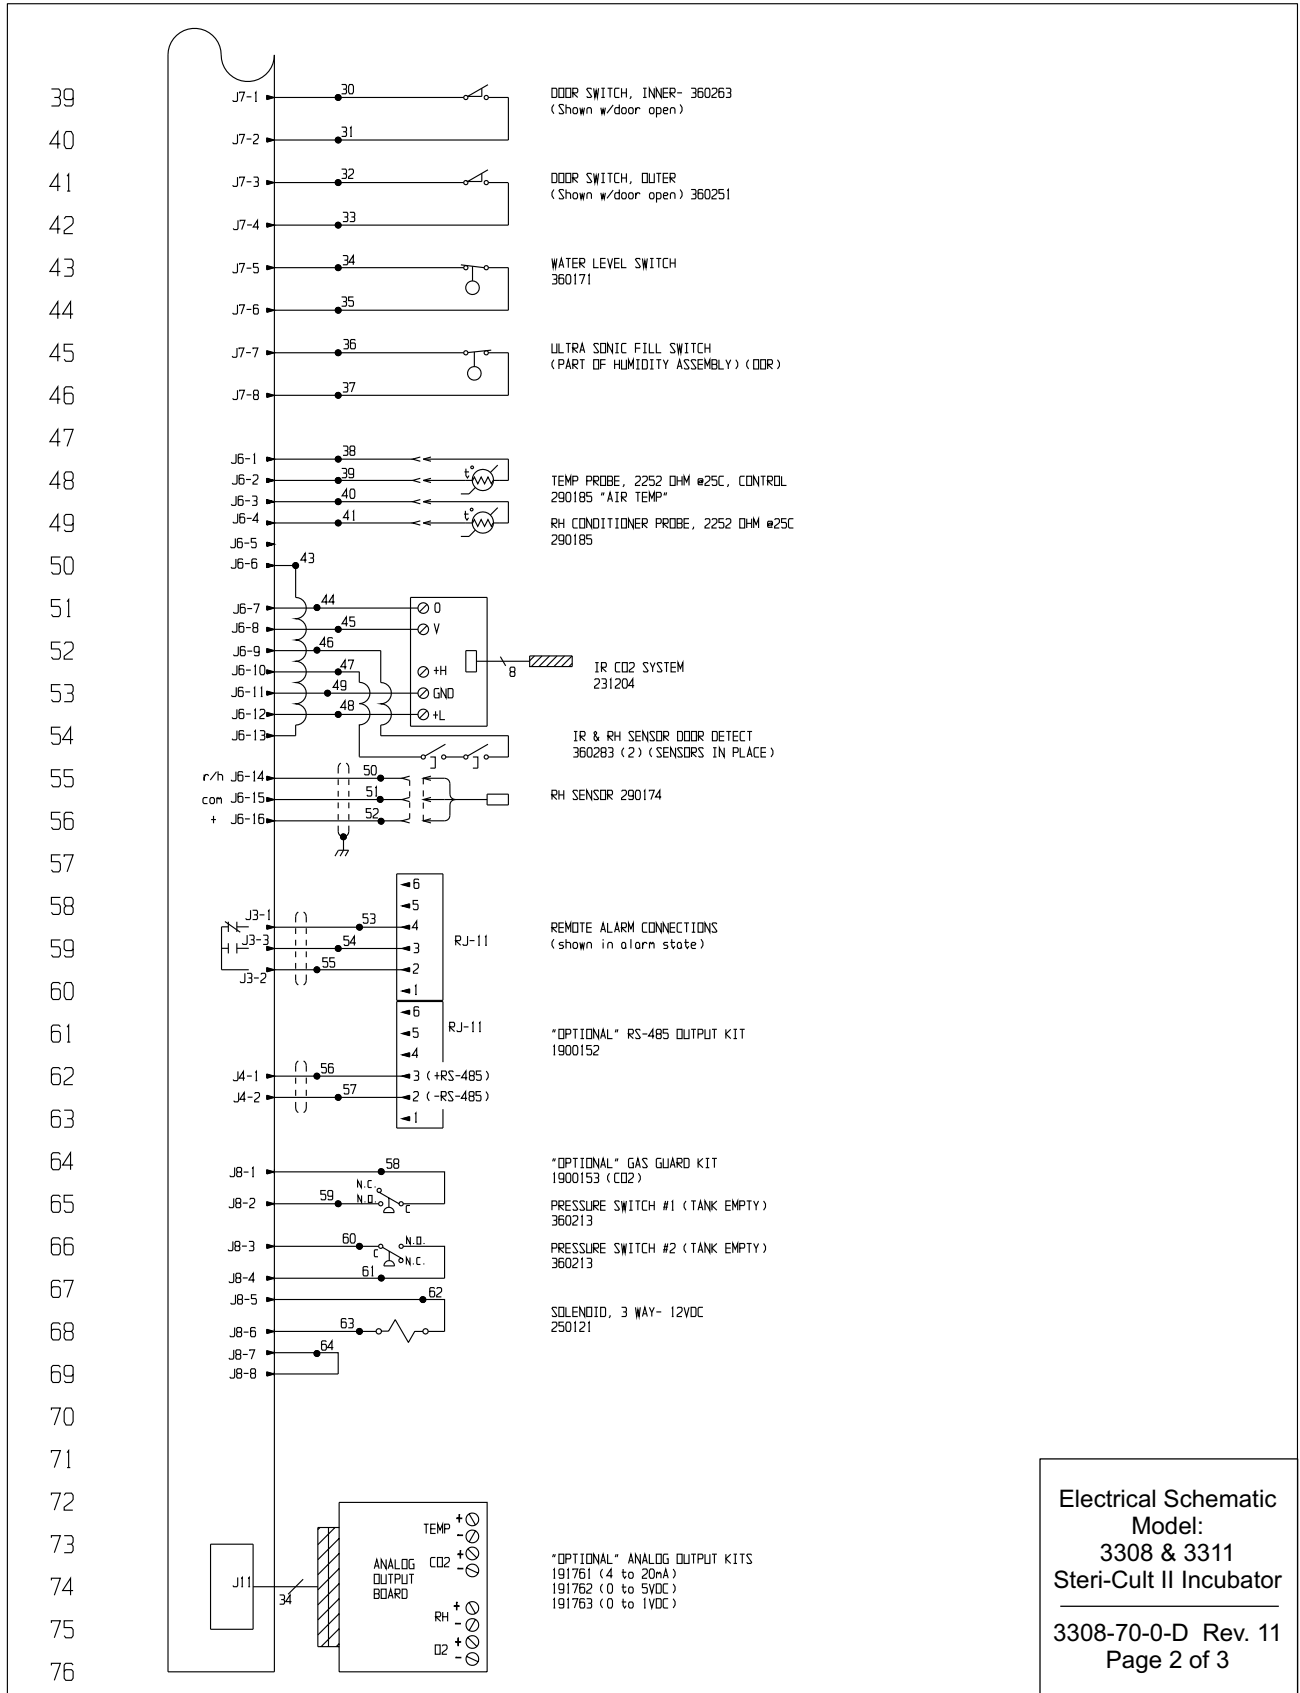 39
J7-1
30
DOOR SWITCH, INNER- 360263
(Shown w/door open)
40
J7-2
31
41
J7-3
32
DOOR SWITCH, OUTER
(Shown w/door open) 360251
42
J7-4
33
43
J7-5
34
WATER LEVEL SWITCH
360171
44
J7-6
35
45
J7-7
36
ULTRA SONIC FILL SWITCH
(PART OF HUMIDITY ASSEMBLY) (OOR)
46
J7-8
37
47
J6-1
38
48
J6-2
39
t°
TEMP PROBE, 2252 OHM @25C, CONTROL
290185 "AIR TEMP"
J6-3
40
49
J6-4
41
t°
RH CONDITIONER PROBE, 2252 OHM @25C
290185
J6-5
50
J6-6
43
51
J6-7
44
O
J6-8
45
V
52
J6-9
46
J6-10
47
+H
8
IR CO2 SYSTEM
231204
53
J6-11
49
GND
J6-12
48
+L
54
J6-13
IR & RH SENSOR DOOR DETECT
360283 (2) (SENSORS IN PLACE)
55
r/h J6-14
50
com J6-15
51
RH SENSOR 290174
56
+ J6-16
52
57
6
58
5
J3-1
53
4
REMOTE ALARM CONNECTIONS
(shown in alarm state)
59
J3-3
54
3
RJ-11
J3-2
55
2
60
1
6
61
5
RJ-11
"OPTIONAL" RS-485 OUTPUT KIT
1900152
4
62
J4-1
56
3 (+RS-485)
J4-2
57
2 (-RS-485)
63
1
64
J8-1
58
"OPTIONAL" GAS GUARD KIT
1900153 (CO2)
N.C.
65
J8-2
59
N.O.
C
PRESSURE SWITCH #1 (TANK EMPTY)
360213
66
J8-3
60
N.O.
C
N.C.
PRESSURE SWITCH #2 (TANK EMPTY)
360213
J8-4
61
67
J8-5
62
SOLENOID, 3 WAY- 12VDC
250121
68
J8-6
63
J8-7
64
69
J8-8
70
71
72
73
TEMP + -
CO2 + -
ANALOG
OUTPUT
BOARD
"OPTIONAL" ANALOG OUTPUT KITS
191761 (4 to 20mA)
191762 (0 to 5VDC)
191763 (0 to 1VDC)
74
J11
34
75
RH + -
O2 + -
76
Electrical Schematic
Model:
3308 & 3311
Steri-Cult II Incubator
3308-70-0-D Rev. 11
Page 2 of 3